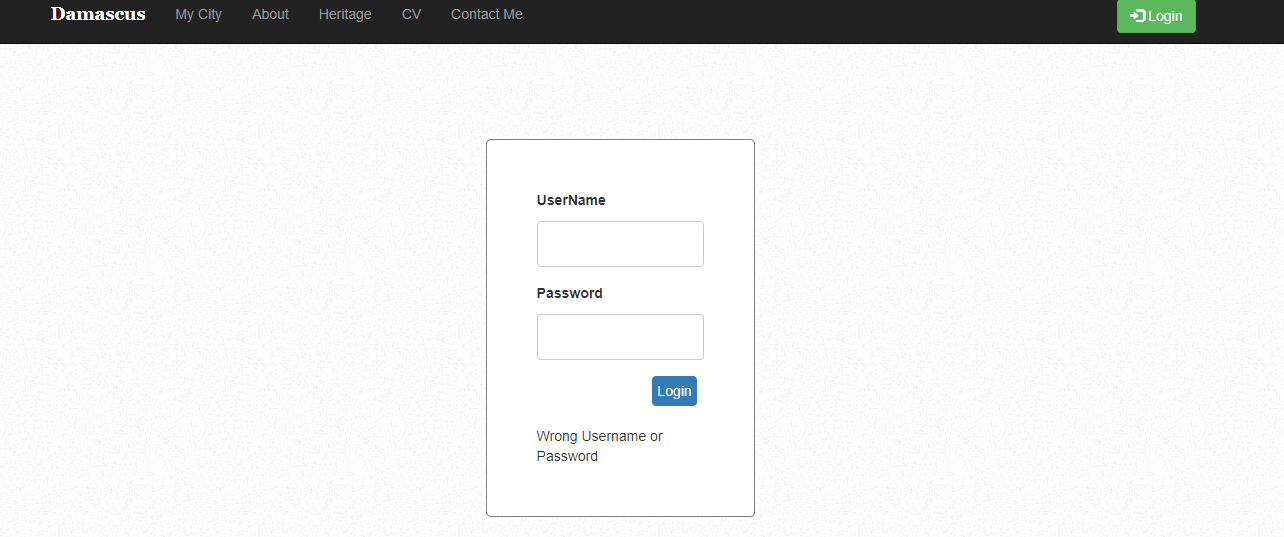 Damascus My City About Heritage CV Contact Me Login
UserName
Password
Login
Wrong Username or
Password